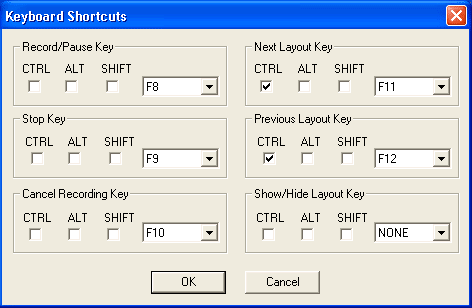 Keyboard Shortcuts
Record/Pause Key
CTRL ALT SHIFT
F8
Next Layout Key
CTRL ALT SHIFT
F11
Stop Key
CTRL ALT SHIFT
F9
Previous Layout Key
CTRL ALT SHIFT
F12
Cancel Recording Key
CTRL ALT SHIFT
F10
Show/Hide Layout Key
CTRL ALT SHIFT
NONE
OK Cancel